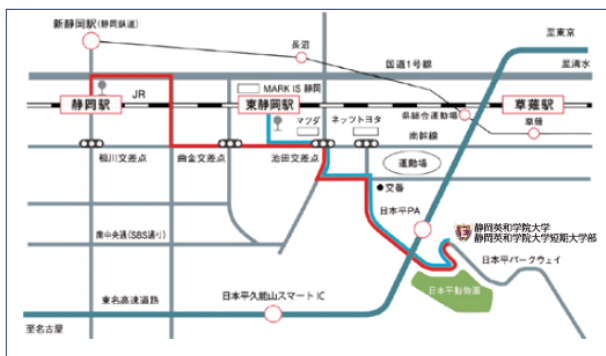 新静岡駅(静岡鉄道)
至東京
長沼
国道1号線
至清水
MARK IS 静岡
静岡駅
JR
東静岡駅
草薙駅
県総合運動場
草薙
マツダ
ネッツトヨタ
南幹線
稲川交差点
曲金交差点
池田交差点
運動場
●交番
日本平PA
静岡英和学院大学
静岡英和学院大学短期大学部
南中央通(SBS通り)
日本平パークウェイ
日本平動物園
東名高速道路
日本平久能山スマートIC
至名古屋